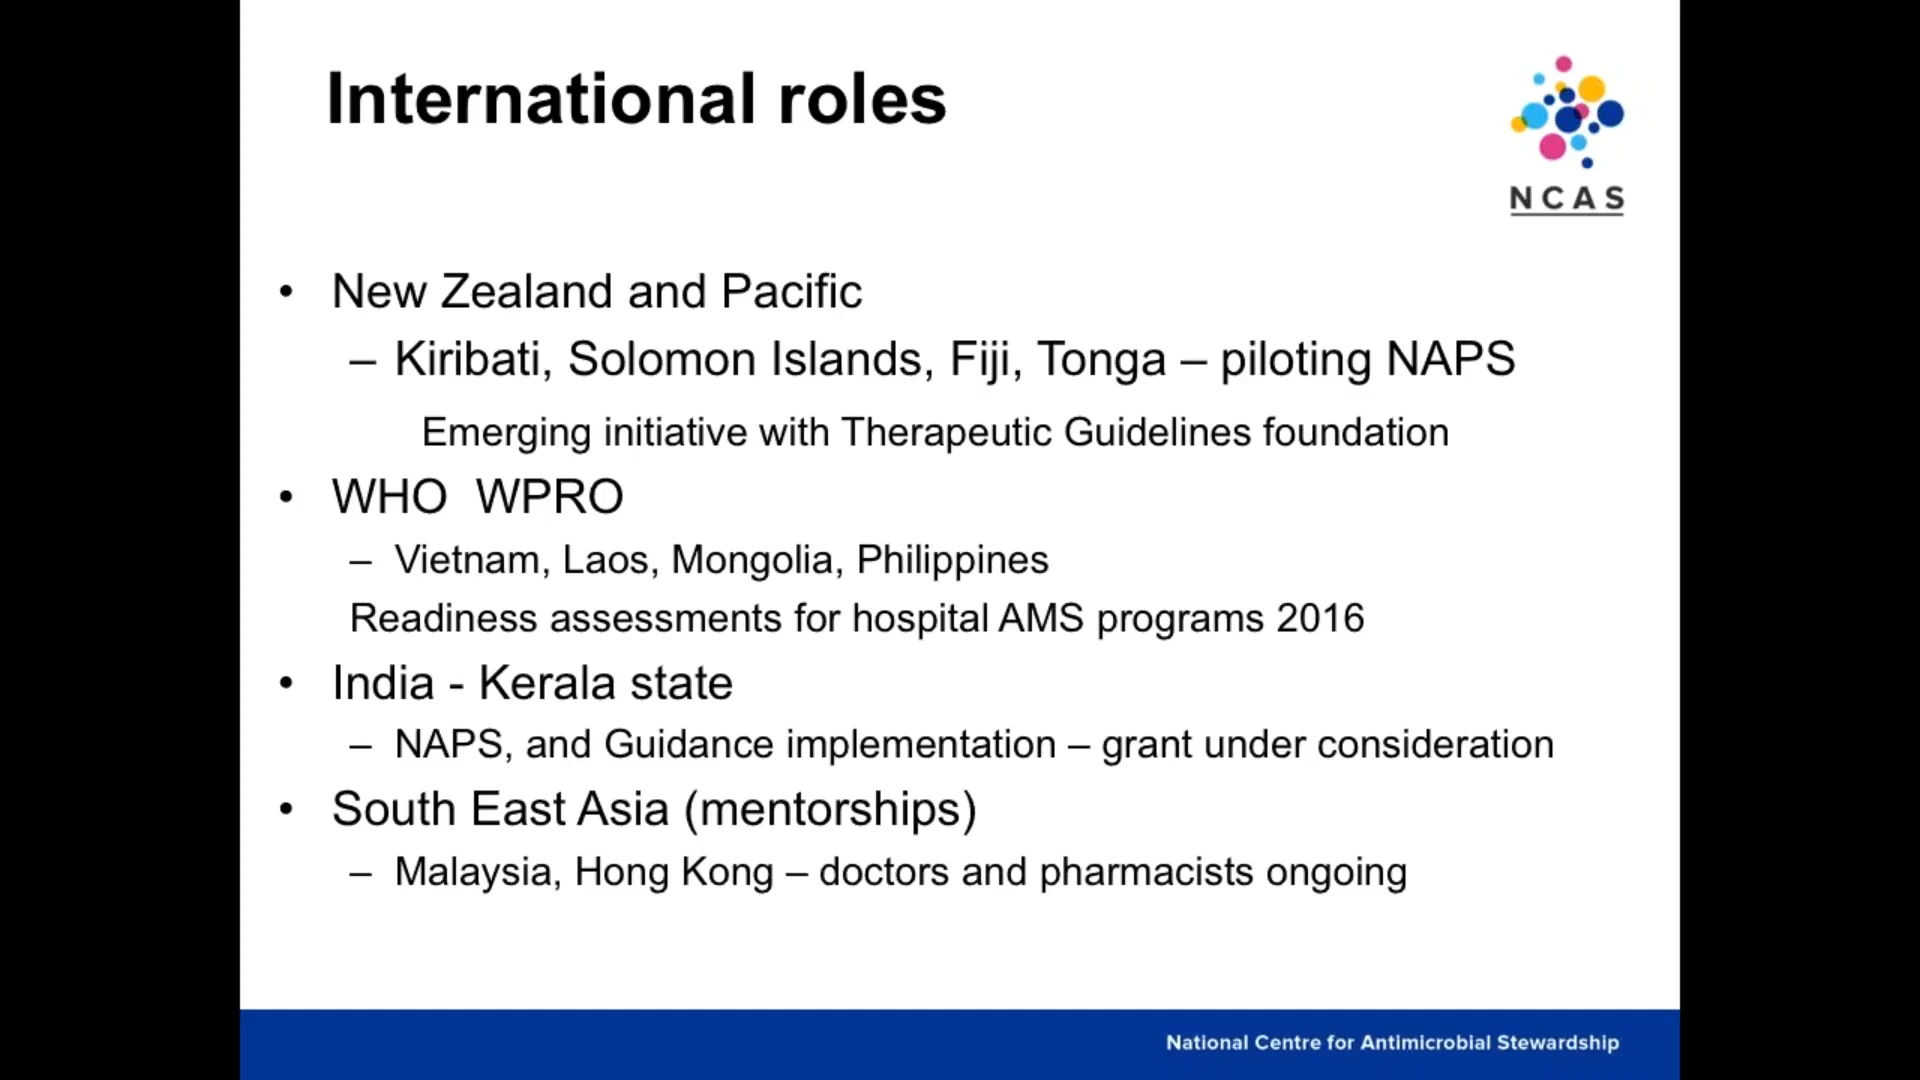 International roles
NCAS
• New Zealand and Pacific
– Kiribati, Solomon Islands, Fiji, Tonga – piloting NAPS
Emerging initiative with Therapeutic Guidelines foundation
• WHO  WPRO
– Vietnam, Laos, Mongolia, Philippines
Readiness assessments for hospital AMS programs 2016
• India - Kerala state
– NAPS, and Guidance implementation – grant under consideration
• South East Asia (mentorships)
– Malaysia, Hong Kong – doctors and pharmacists ongoing
National Centre for Antimicrobial Stewardship